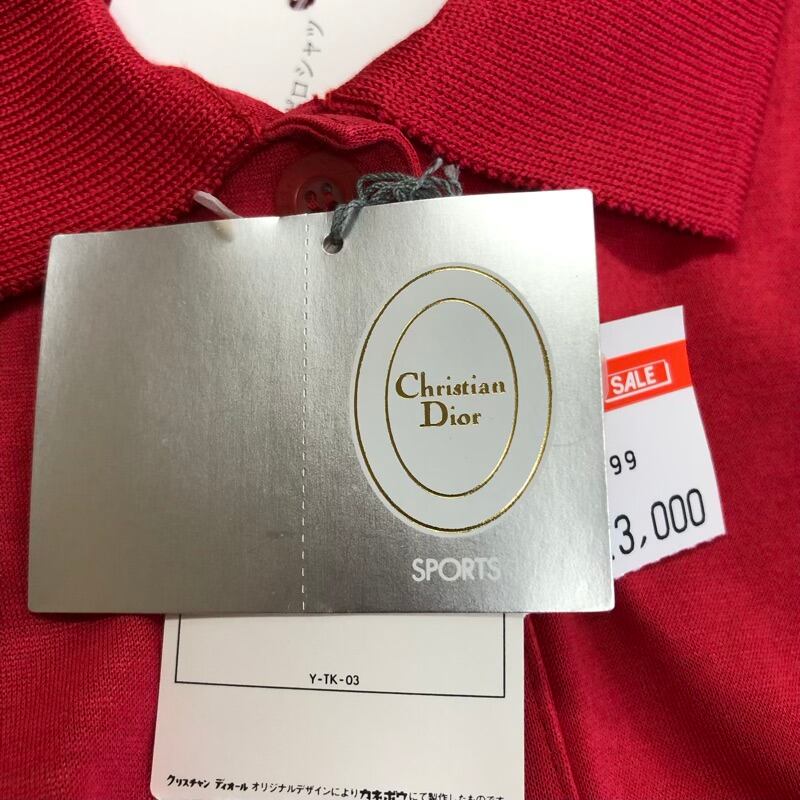 ポロシャツ
Christian
Dior
SPORTS
SALE
99
3,000
Y-TK-03
クリスチャン ディオール オリジナルデザインにより カネボウ にて製作したものです